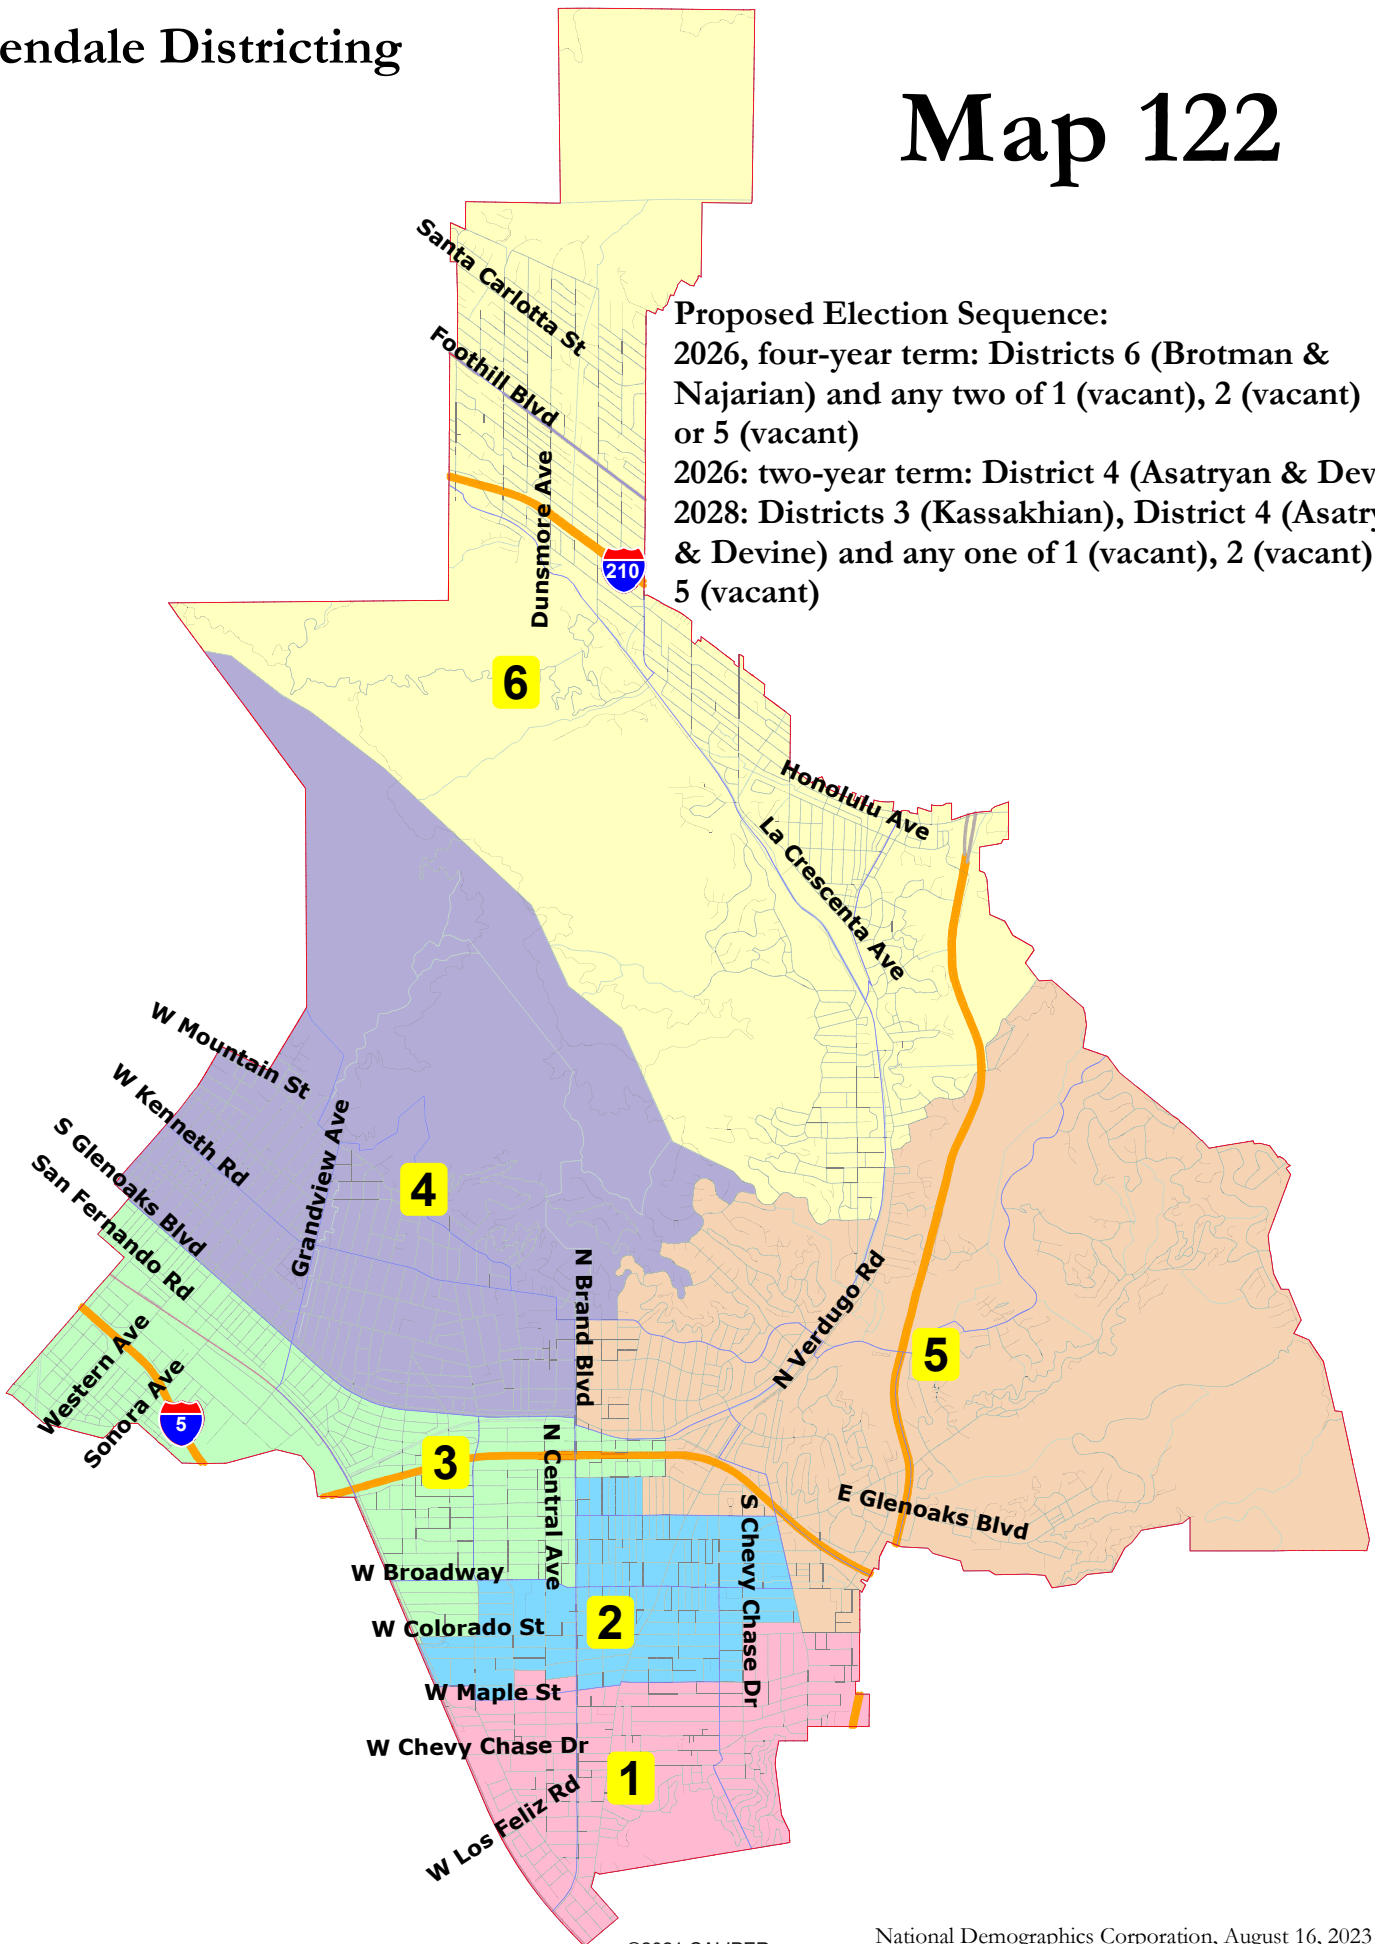 endale Districting
Map 122
Proposed Election Sequence:
2026, four-year term: Districts 6 (Brotman &
Najarian) and any two of 1 (vacant), 2 (vacant)
or 5 (vacant)
2026: two-year term: District 4 (Asatryan & Dev
2028: Districts 3 (Kassakhian), District 4 (Asatry
& Devine) and any one of 1 (vacant), 2 (vacant)
5 (vacant)
Santa Carlotta St
Foothill Blvd
Dunsmore Ave
210
6
Honolulu Ave
La Crescenta Ave
W Mountain St
W Kenneth Rd
S Glenoaks Blvd
San Fernando Rd
Grandview Ave
4
N Brand Blvd
N Verdugo Rd
5
Western Ave
Sonora Ave
5
3
N Central Ave
S Chevy Chase Dr
E Glenoaks Blvd
W Broadway
W Colorado St
2
W Maple St
W Chevy Chase Dr
1
W Los Feliz Rd
National Demographics Corporation, August 16, 2023